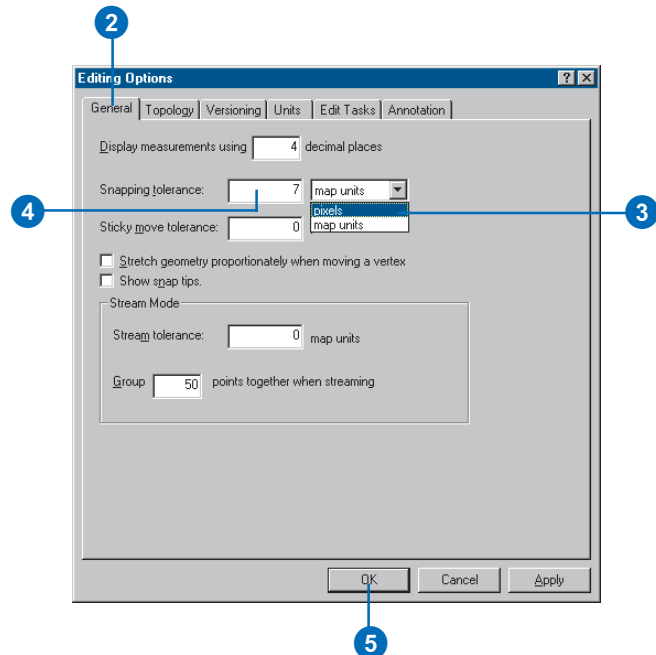 2
Editing Options
General Topology Versioning Units Edit Tasks Annotation
Display measurements using 4 decimal places
Snapping tolerance: 7 map units
4
pixels
3
map units
Sticky move tolerance: 0
Stretch geometry proportionately when moving a vertex
Show snap tips.
Stream Mode
Stream tolerance: 0 map units
Group 50 points together when streaming
OK Cancel Apply
5